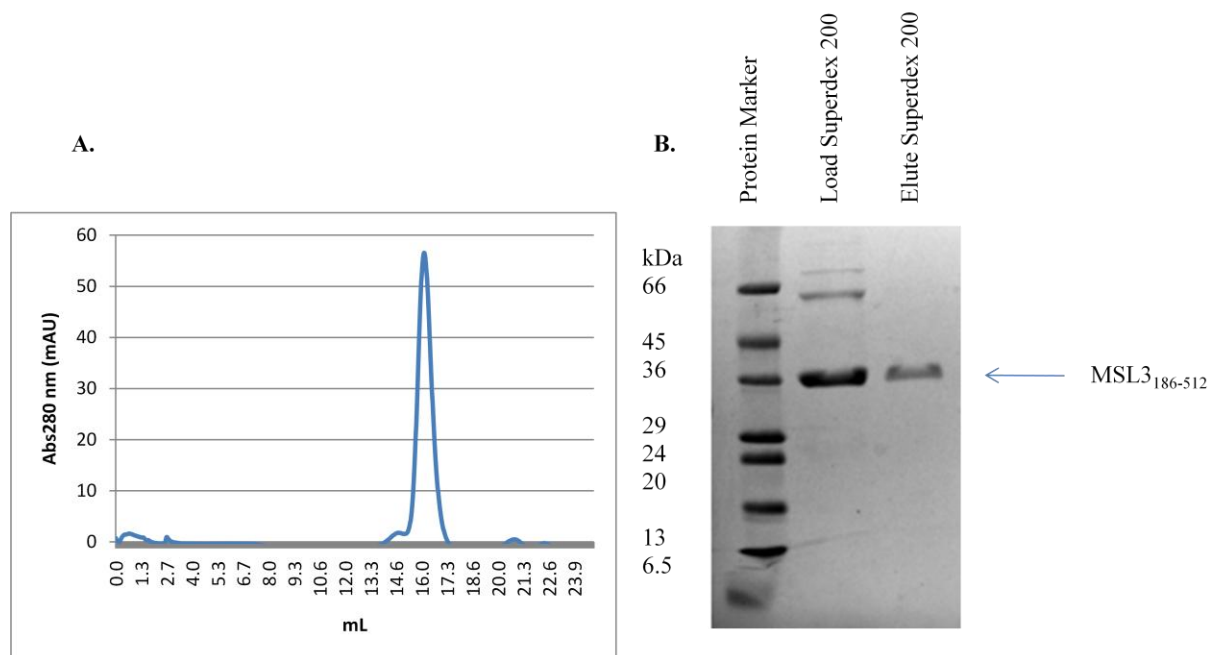 A.
60
50
40
30
20
10
0
Abs280 nm (mAU)
0.0 1.3 2.7 4.0 5.3 6.7 8.0 9.3 10.6 12.0 13.3 14.6 16.0 17.3 18.6 20.0 21.3 22.6 23.9
mL
B.
Protein Marker
Load Superdex 200
Elute Superdex 200
kDa
66
45
36
29
24
20
13
6.5
MSL3186-512